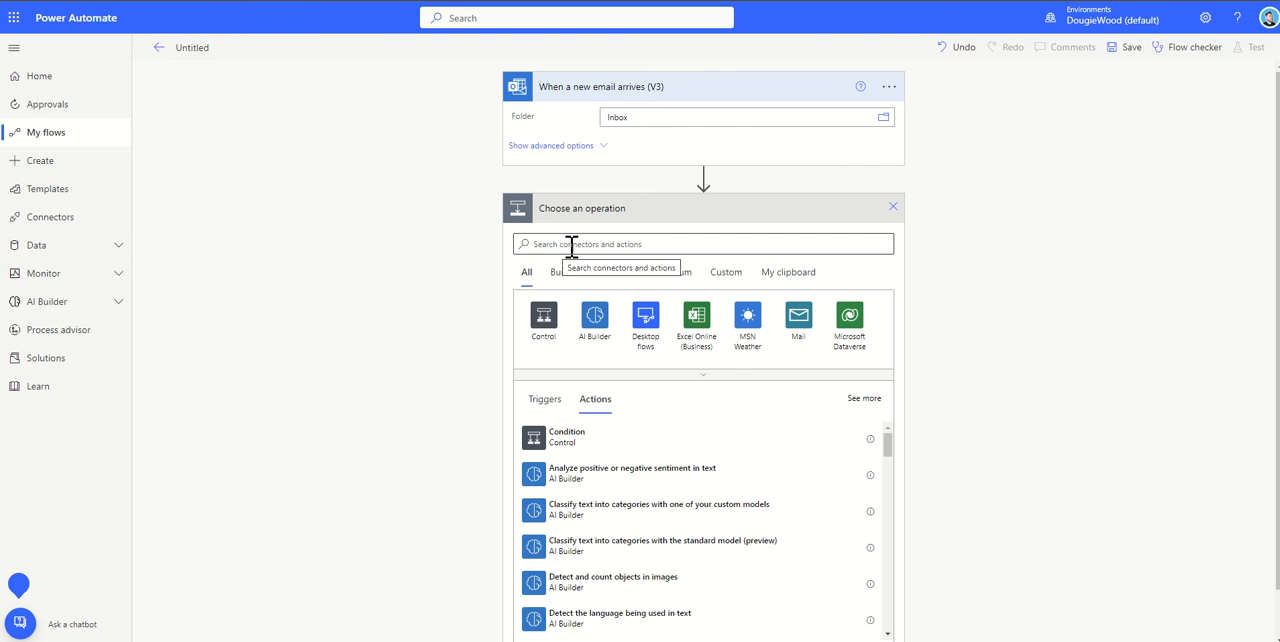 Power Automate
Search
Environments
DougieWood (default)
?
Untitled
Undo
Redo
Comments
Save
Flow checker
Test
Home
Approvals
My flows
Create
Templates
Connectors
Data
Monitor
AI Builder
Process advisor
Solutions
Learn
Ask a chatbot
When a new email arrives (V3)
Folder
Inbox
Show advanced options
Choose an operation
Search connectors and actions
Search connectors and actions
All
Custom
My clipboard
Control
AI Builder
Desktop
flows
Excel Online
(Business)
MSN
Weather
Mail
Microsoft
Dataverse
Triggers
Actions
See more
Condition
Control
Analyze positive or negative sentiment in text
AI Builder
Classify text into categories with one of your custom models
AI Builder
Classify text into categories with the standard model (preview)
AI Builder
Detect and count objects in images
AI Builder
Detect the language being used in text
AI Builder